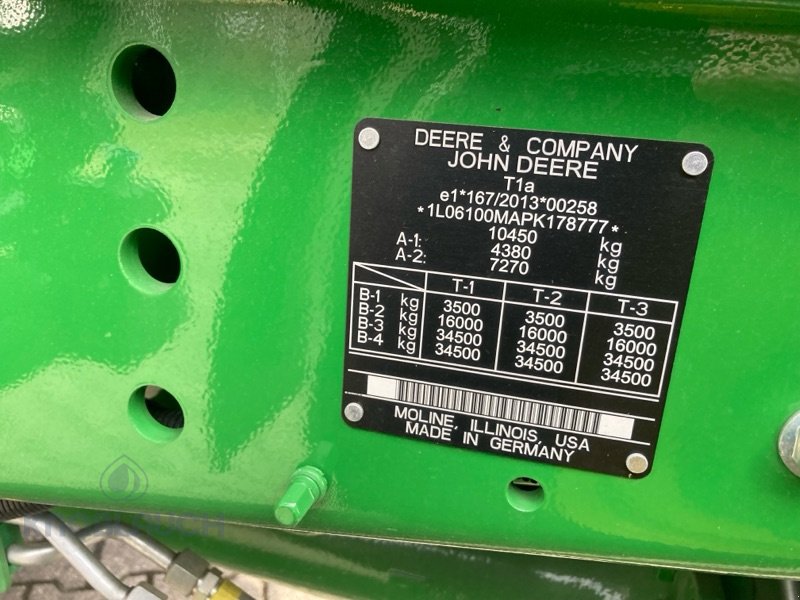 DEERE & COMPANY
JOHN DEERE
T1a
e1*167/2013*00258
*1L06100MAPK178777*
10450 kg
A-1: 4380 kg
A-2: 7270 kg
T-1 T-2 T-3
B-1 kg 3500 3500 3500
B-2 kg 16000 16000 16000
B-3 kg 34500 34500 34500
B-4 kg 34500 34500 34500
MOLINE, ILLINOIS, USA
MADE IN GERMANY